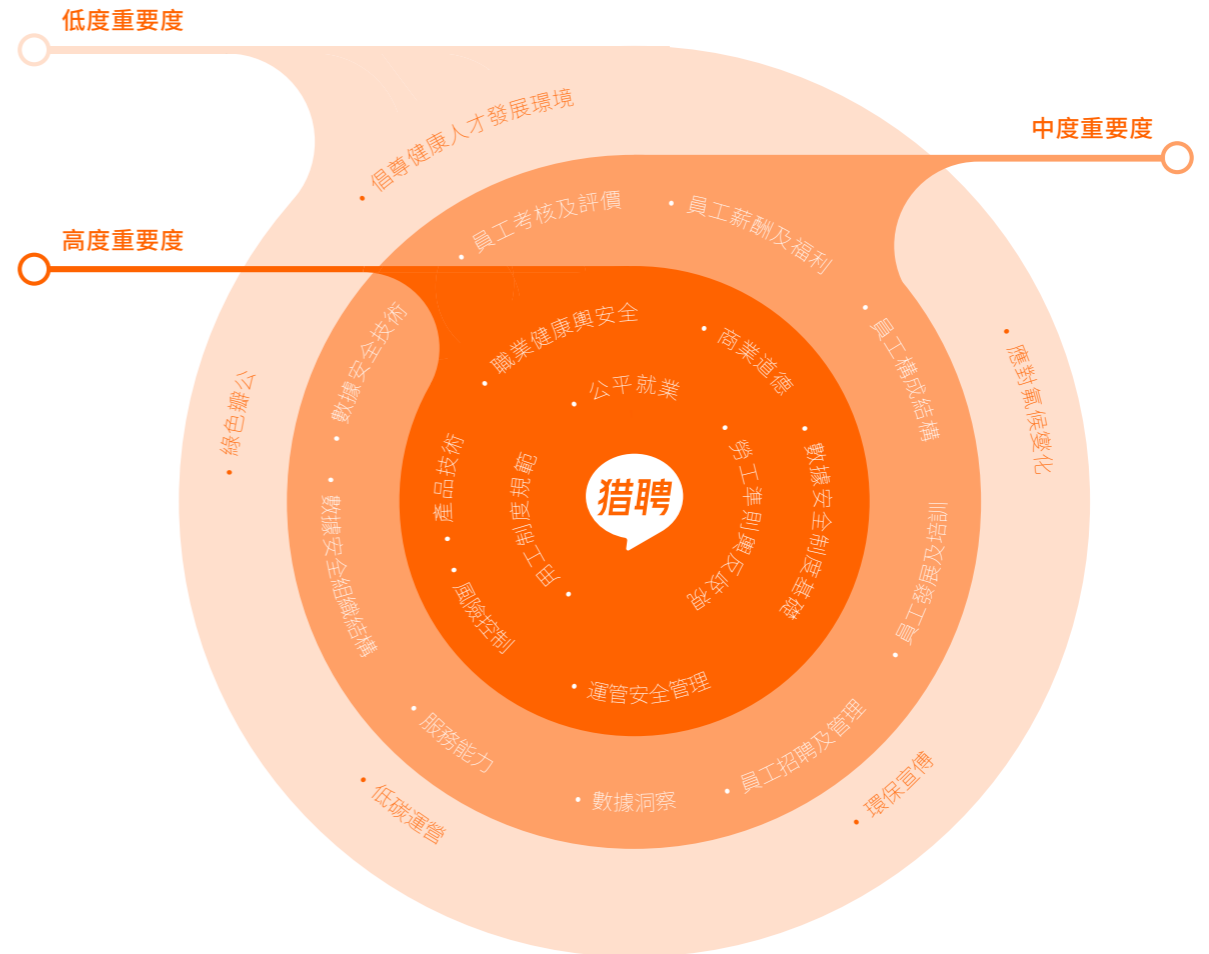 低度重要度
中度重要度
高度重要度
• 倡尊健康人才發展環境
• 應對氣候變化
• 環保宣傳
• 低碳運營
• 綠色辦公
• 員工考核及評價
• 員工薪酬及福利
• 員工構成結構
• 員工發展及培訓
• 員工招聘及管理
• 數據洞察
• 服務能力
• 數據安全組織結構
• 數據安全技術
• 職業健康輿安全
• 商業道德
• 數據安全制度基礎
• 運管安全管理
• 風險控制
• 產品技術
• 公平就業
• 勞工準則輿反歧視
• 用工制度規範
猎聘